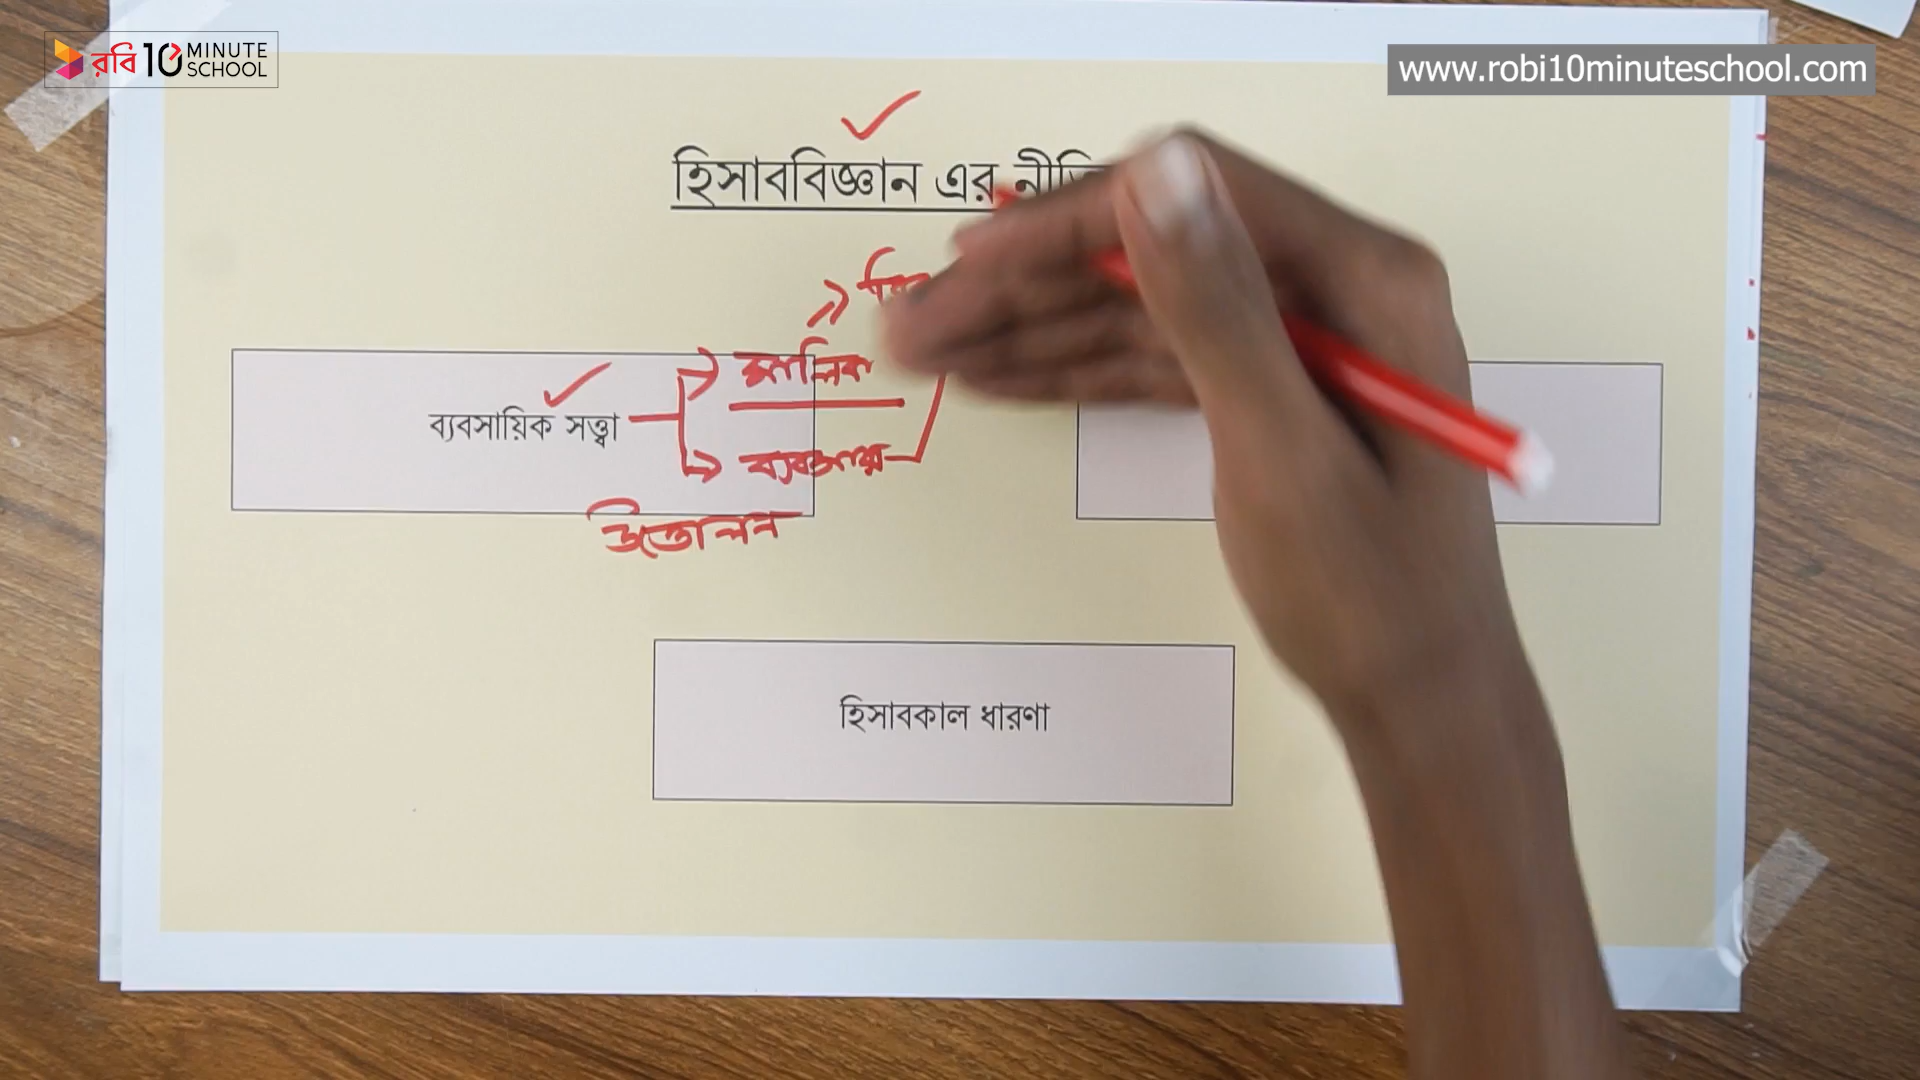 রবি 10 MINUTE SCHOOL
www.robi10minuteschool.com
হিসাববিজ্ঞান এর
মালিক
ব্যবসায়িক সত্ত্বা
ব্যবসায়
উত্তোলন
হিসাবকাল ধারণা